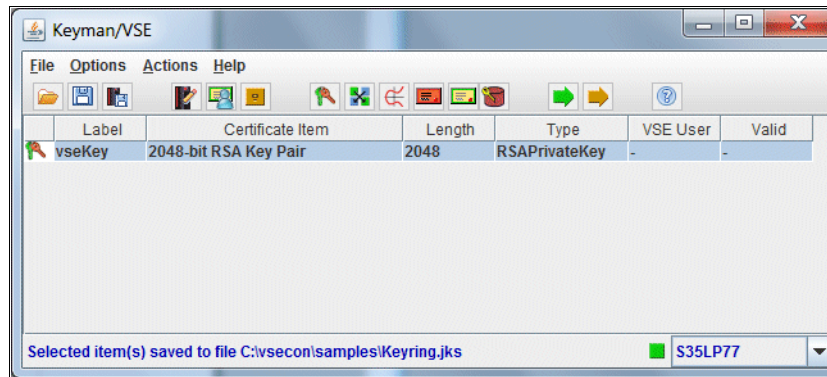 Keyman/VSE
File Options Actions Help
Label Certificate Item Length Type VSE User Valid
vseKey 2048-bit RSA Key Pair 2048 RSAPrivateKey - -
Selected item(s) saved to file C:\vsecon\samples\Keyring.jks S35LP77